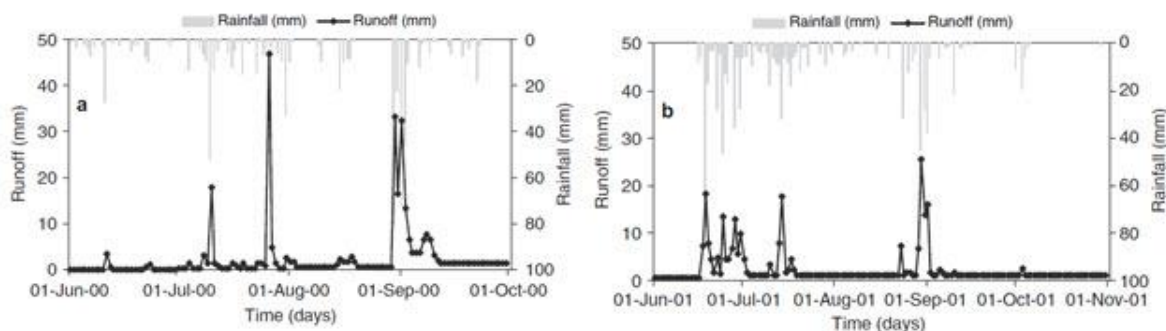 Rainfall (mm) Runoff (mm)
50
40
30
20
10
0
Runoff (mm)
a
0
20
40
60
80
100
Rainfall (mm)
01-Jun-00 01-Jul-00 01-Aug-00 01-Sep-00 01-Oct-00
Time (days)
Rainfall (mm) Runoff (mm)
50
40
30
20
10
0
Runoff (mm)
b
0
20
40
60
80
100
Rainfall (mm)
01-Jun-01 01-Jul-01 01-Aug-01 01-Sep-01 01-Oct-01 01-Nov-01
Time (days)